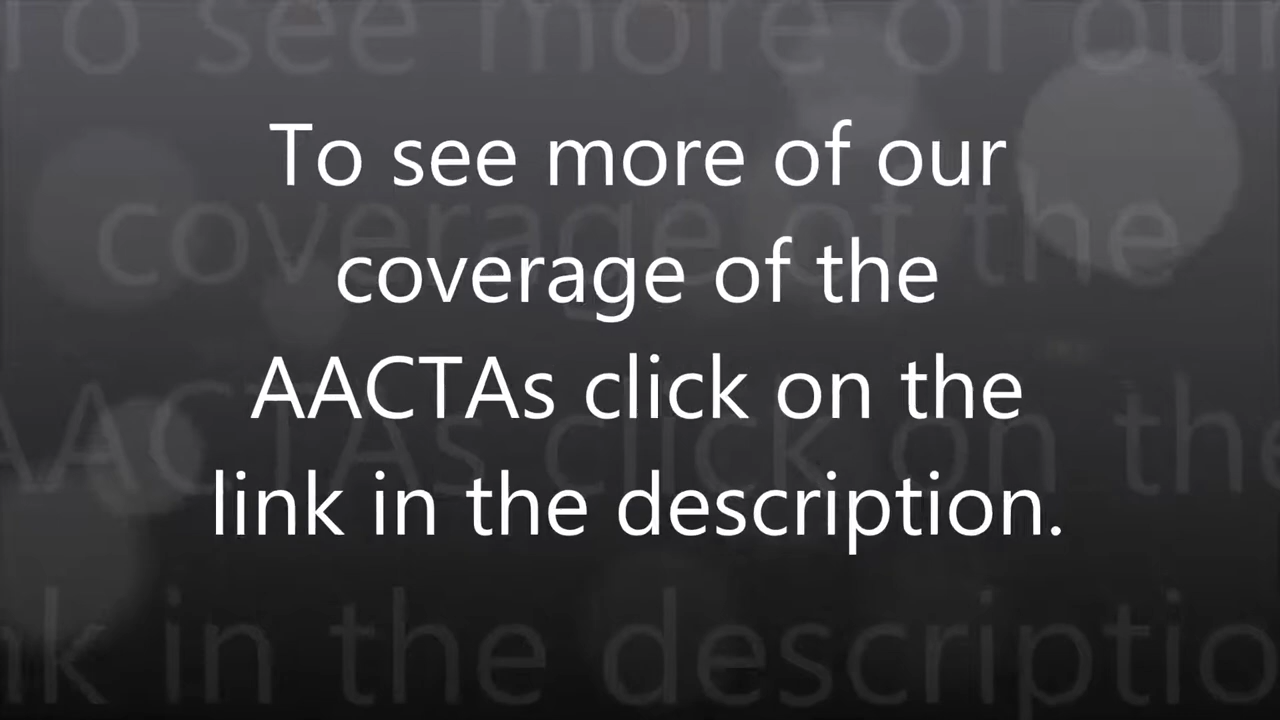 To see more of our
coverage of the
AACTAs click on the
link in the description.